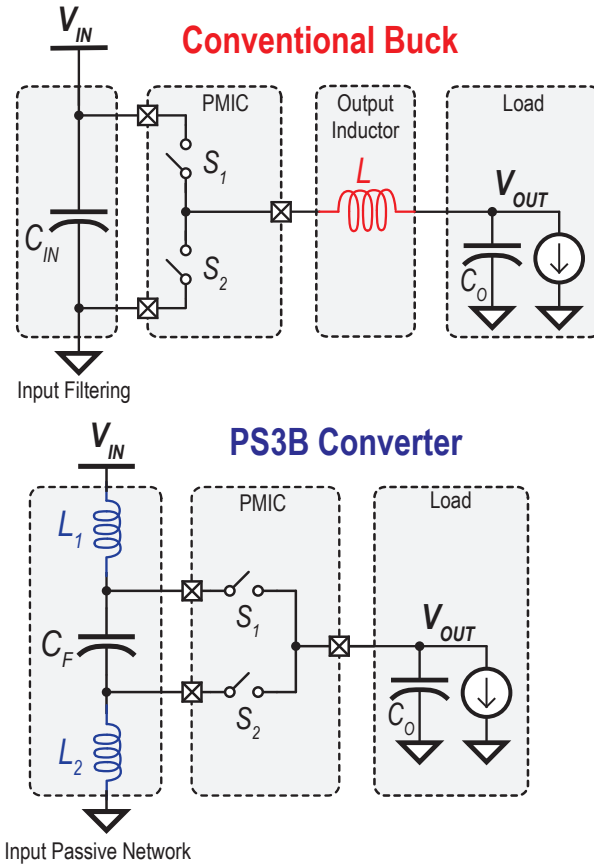 V_IN
Conventional Buck
PMIC
Output
Inductor
Load
S_1
L
V_OUT
C_IN
S_2
C_O
Input Filtering
V_IN
PS3B Converter
PMIC
Load
L_1
S_1
V_OUT
C_F
S_2
C_O
L_2
Input Passive Network